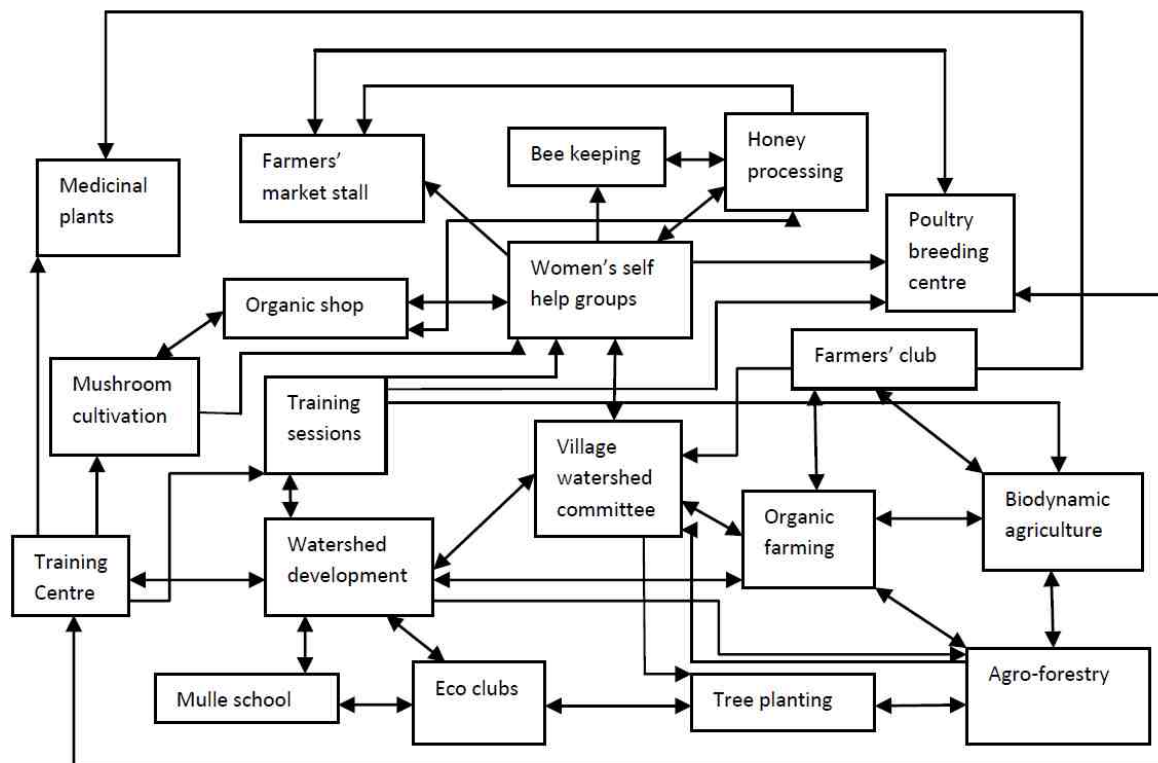 Bee keeping
Honey
processing
Farmers’
market stall
Medicinal
plants
Poultry
breeding
centre
Women’s self
help groups
Organic shop
Farmers’ club
Mushroom
cultivation
Training
sessions
Village
watershed
committee
Biodynamic
agriculture
Organic
farming
Training
Centre
Watershed
development
Agro-forestry
Mulle school
Eco clubs
Tree planting